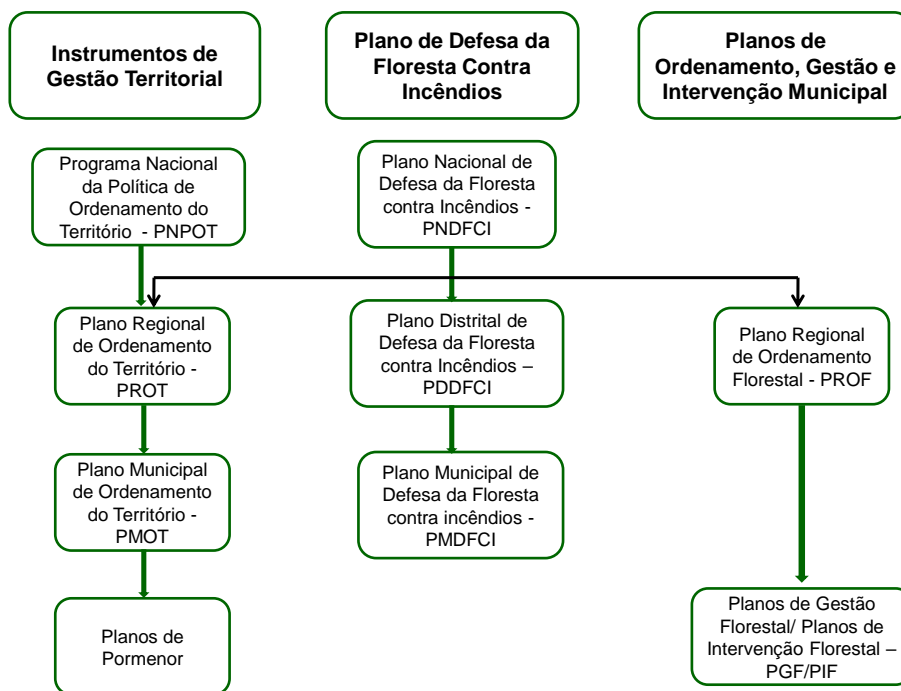 Instrumentos de
Gestão Territorial
Plano de Defesa da
Floresta Contra
Incêndios
Planos de
Ordenamento, Gestão e
Intervenção Municipal
Programa Nacional
da Política de
Ordenamento do
Território - PNPOT
Plano Nacional de
Defesa da Floresta
contra Incêndios -
PNDFCI
Plano Regional
de Ordenamento
do Território -
PROT
Plano Distrital de
Defesa da Floresta
contra Incêndios –
PDDFCI
Plano Regional
de Ordenamento
Florestal - PROF
Plano Municipal
de Ordenamento
do Território -
PMOT
Plano Municipal de
Defesa da Floresta
contra incêndios -
PMDFCI
Planos de
Pormenor
Planos de Gestão
Florestal/ Planos de
Intervenção Florestal –
PGF/PIF